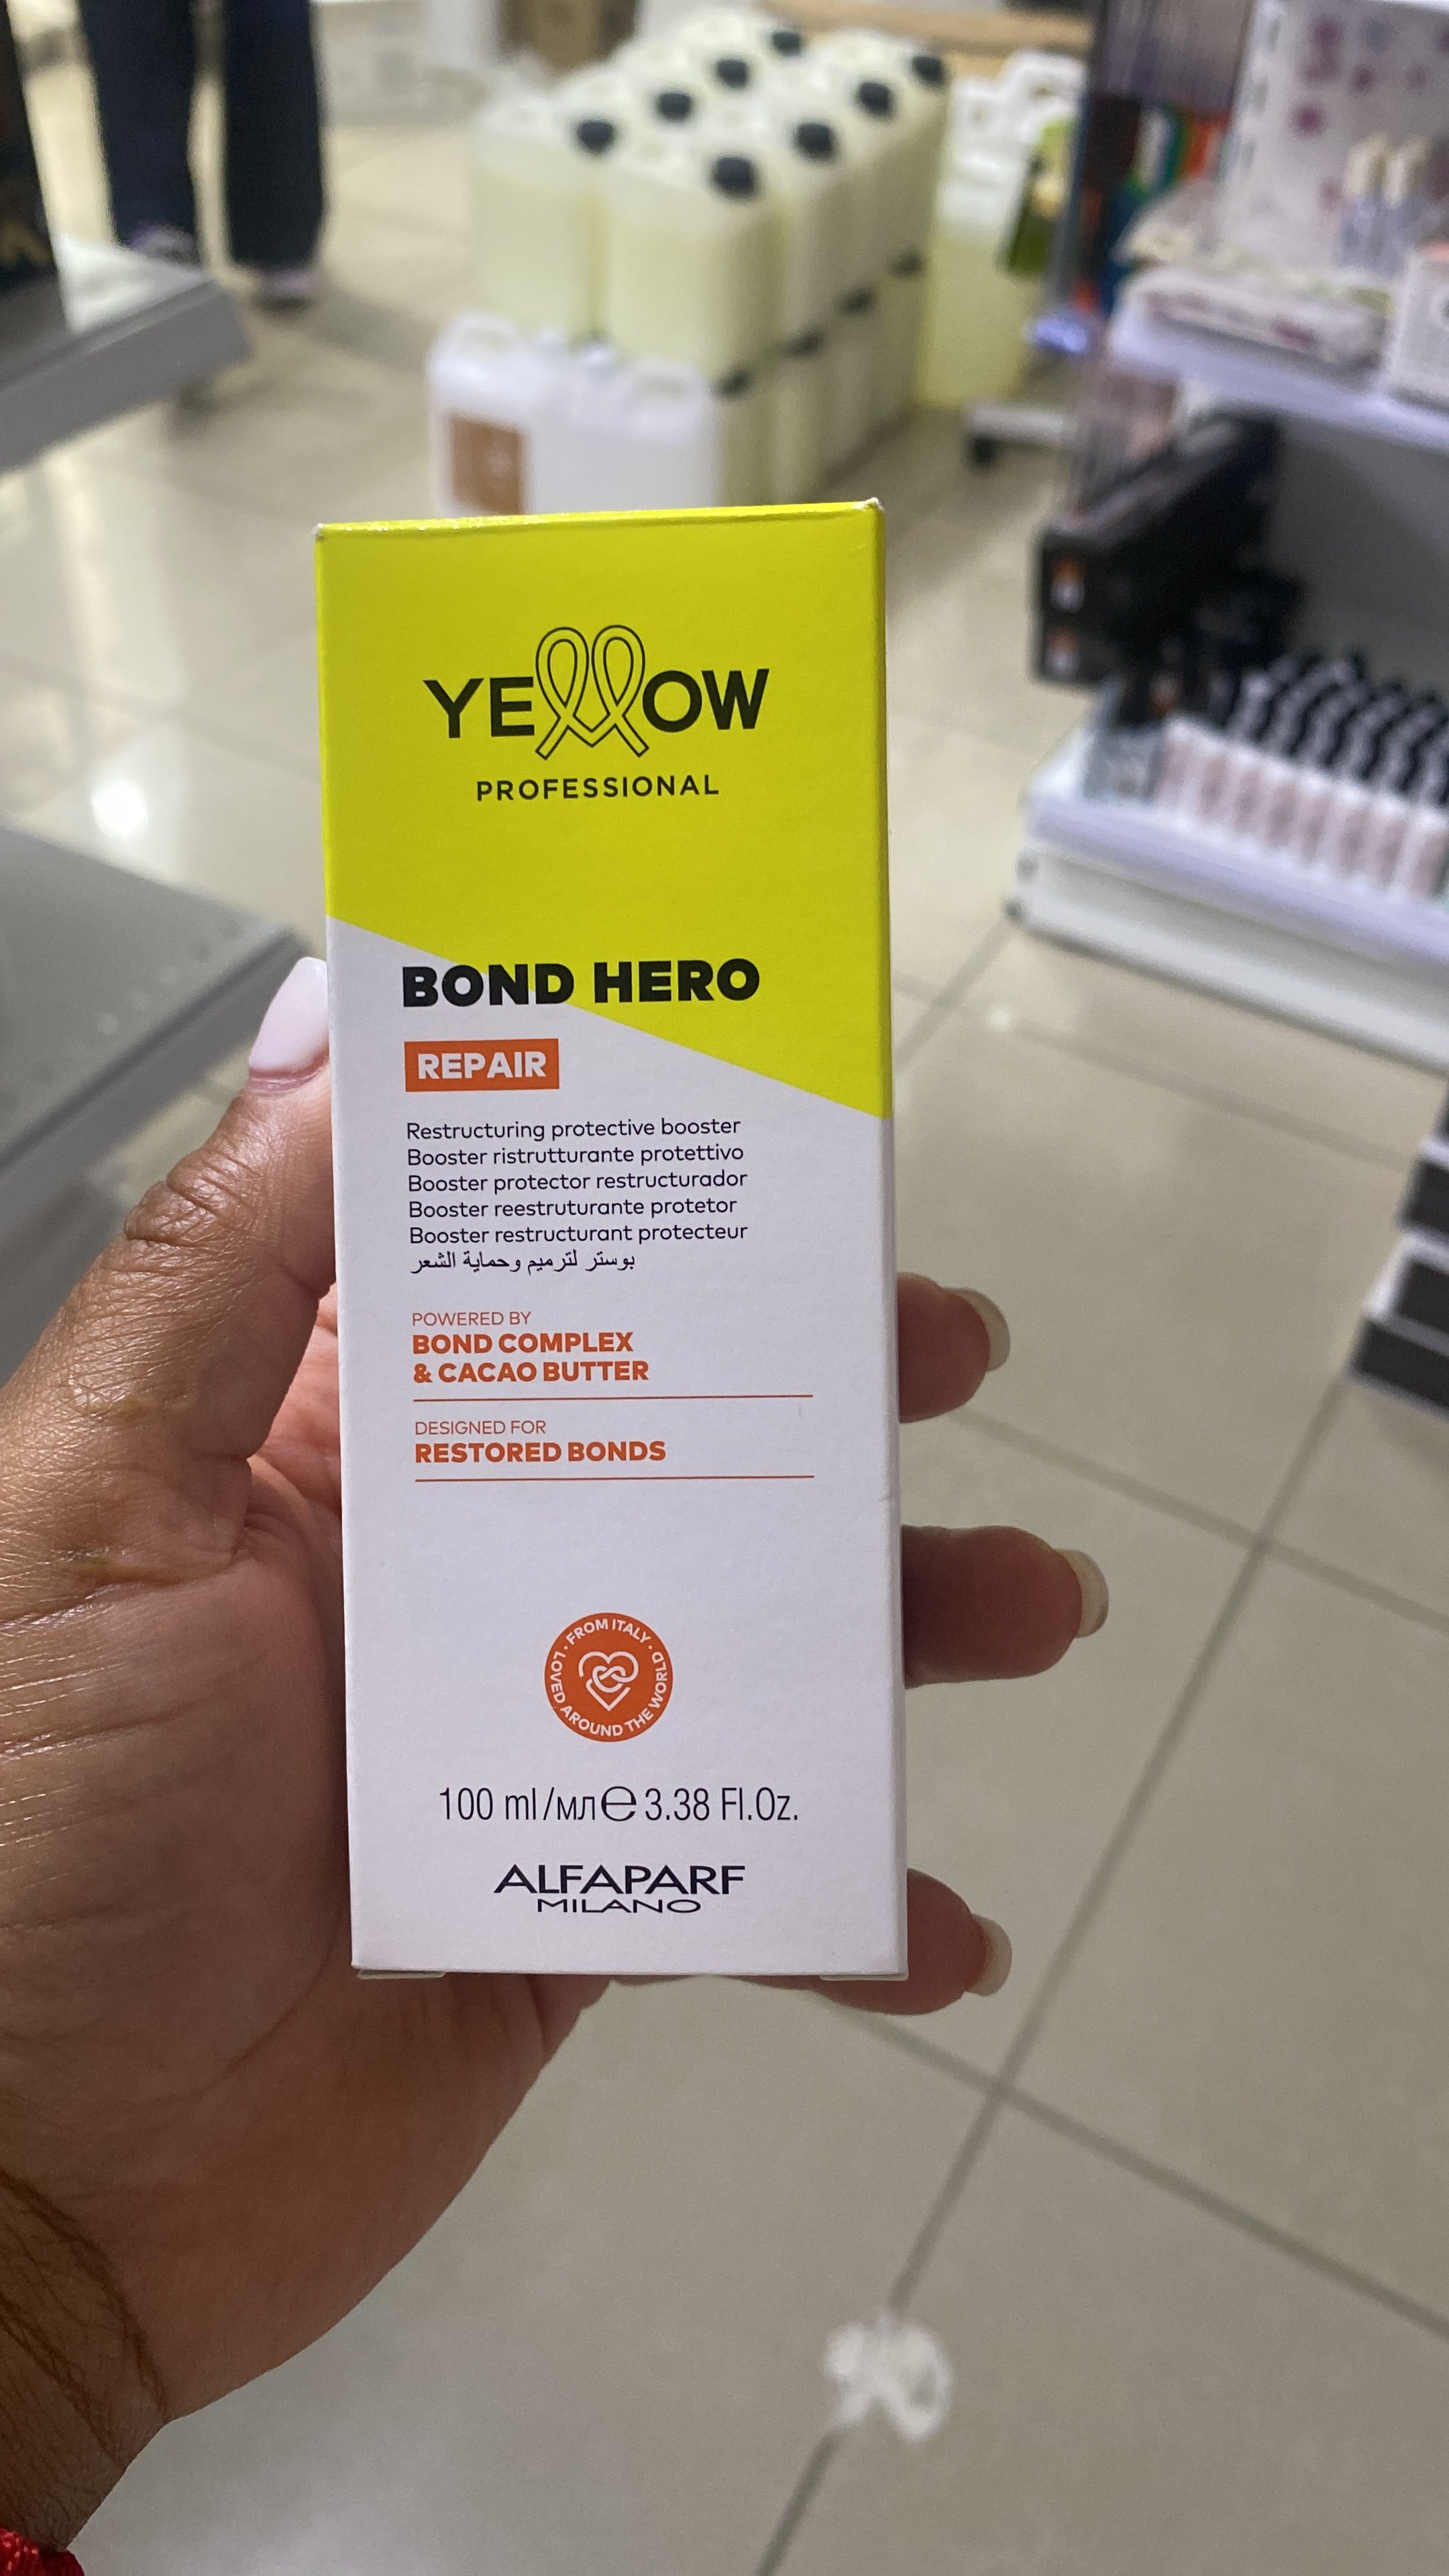 YELLOW
PROFESSIONAL
BOND HERO
REPAIR
Restructuring protective booster
Booster ristrutturante protettivo
Booster protector restructurador
Booster reestruturante protetor
Booster restructurant protecteur
بوستر لترميم وحماية الشعر
POWERED BY
BOND COMPLEX
& CACAO BUTTER
DESIGNED FOR
RESTORED BONDS
· FROM ITALY ·
LOVED AROUND THE WORLD
100 ml/мл℮ 3.38 Fl.Oz.
ALFAPARF
MILANO